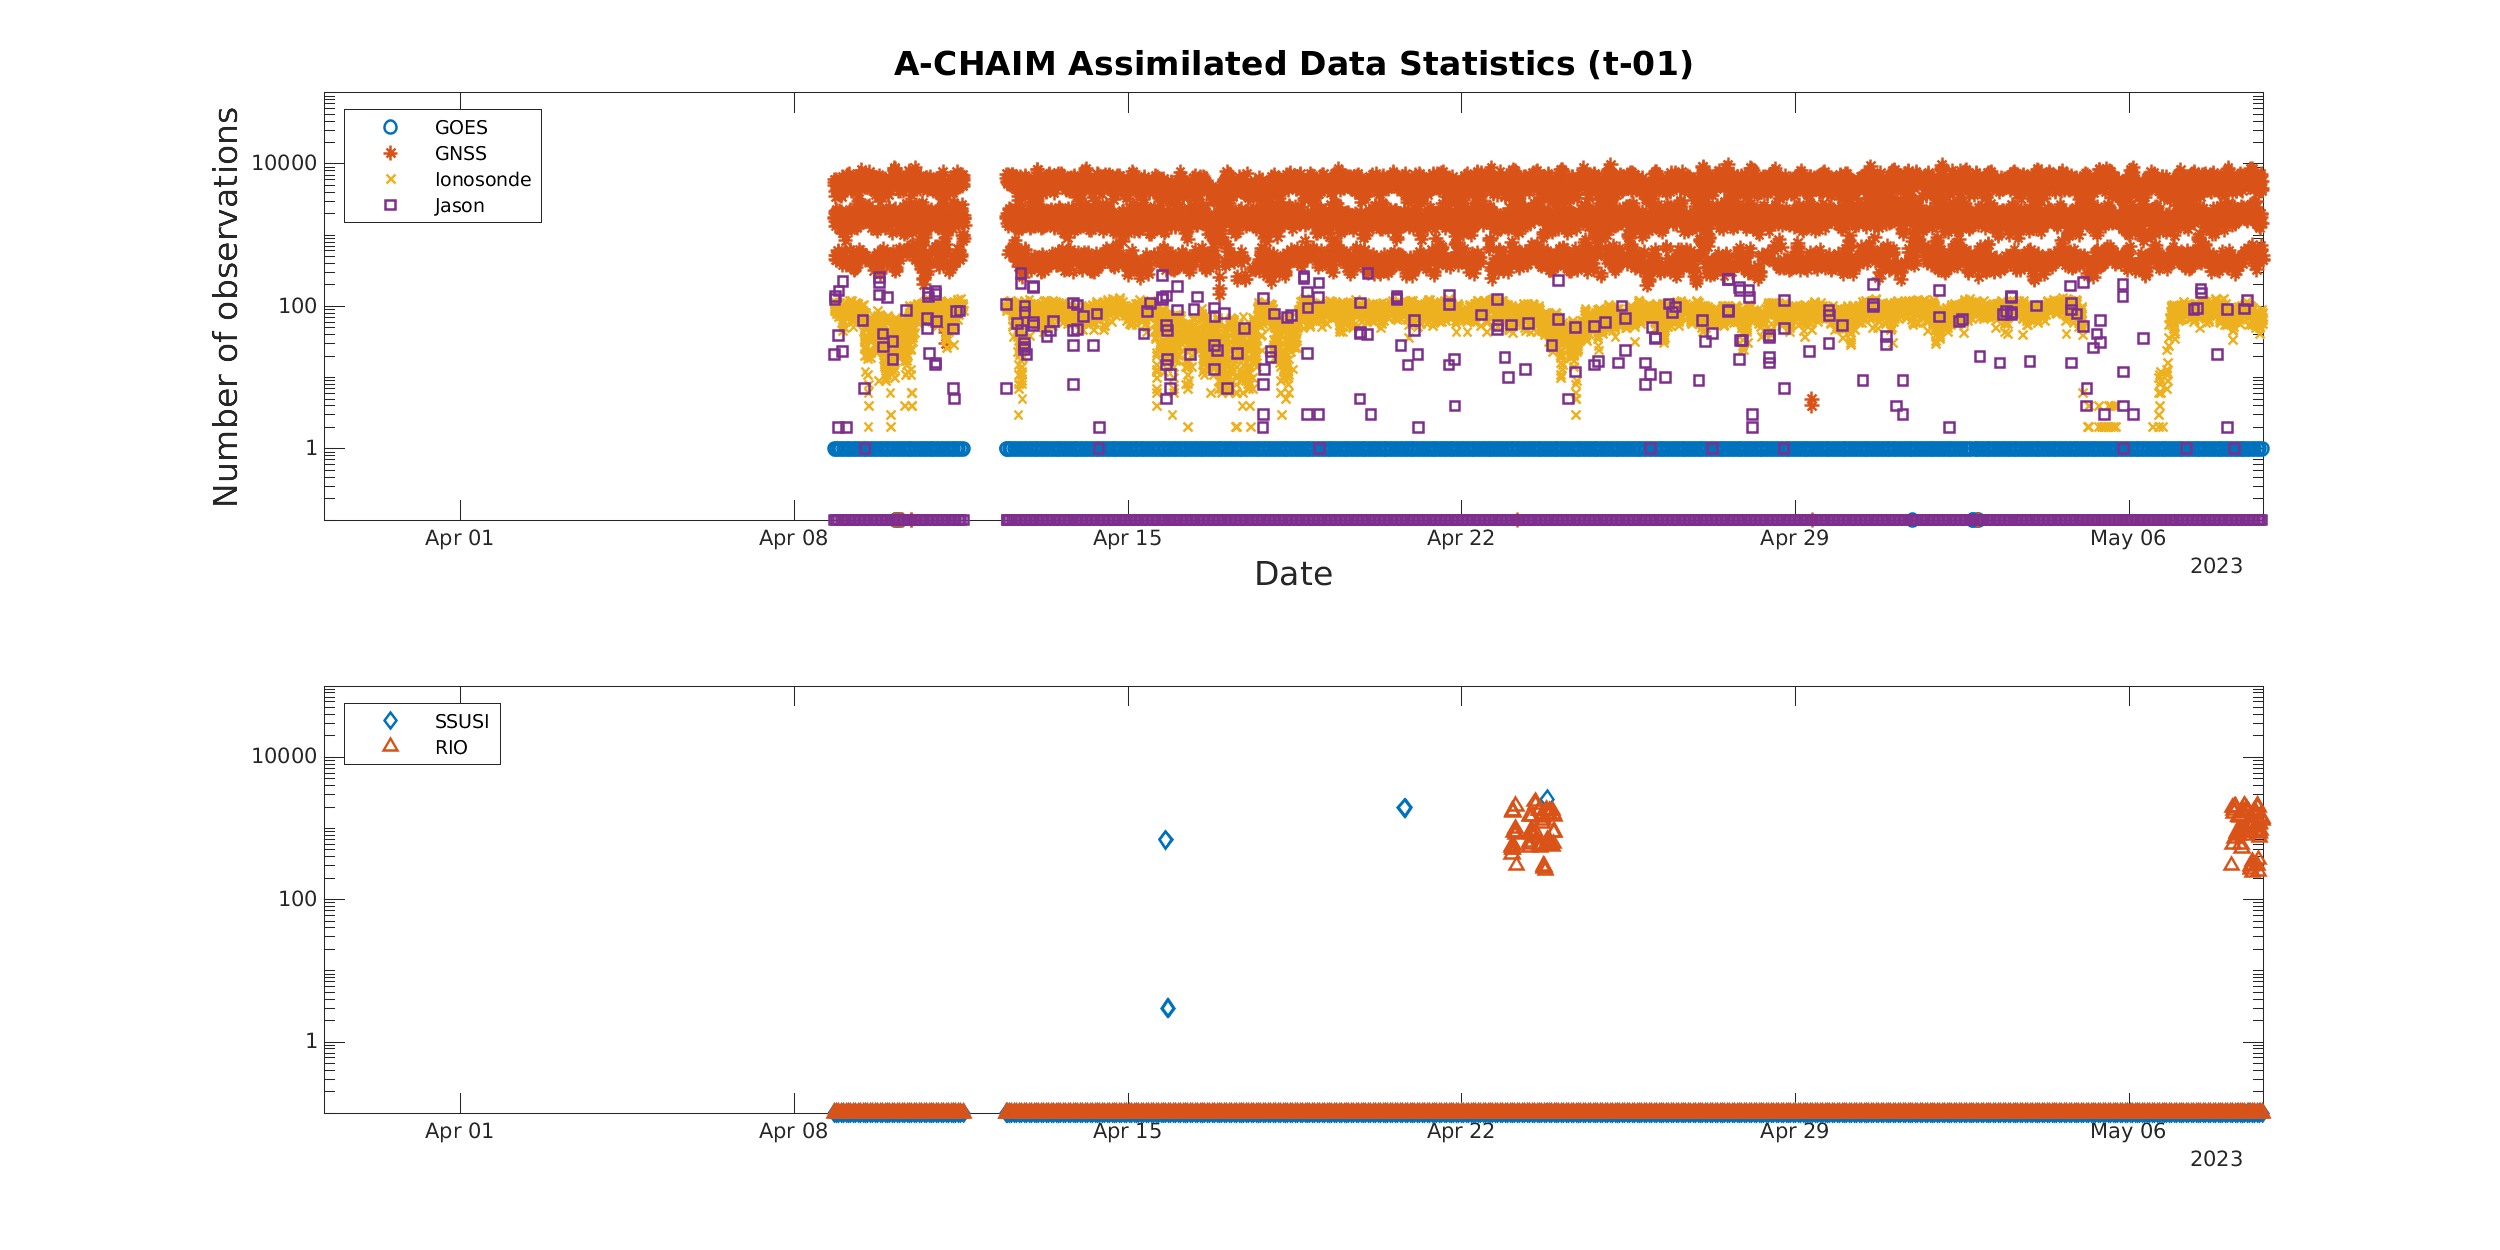 A-CHAIM Assimilated Data Statistics (t-01)
Number of observations
10000
100
1
GOES
GNSS
Ionosonde
Jason
Apr 01
Apr 08
Apr 15
Apr 22
Apr 29
May 06
Date
2023
10000
100
1
SSUSI
RIO
Apr 01
Apr 08
Apr 15
Apr 22
Apr 29
May 06
2023